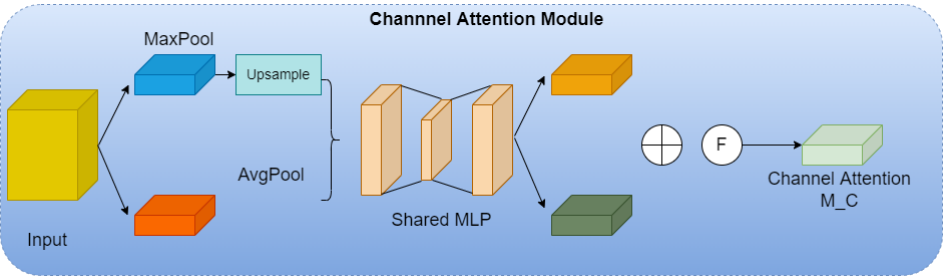 Channnel Attention Module
MaxPool
Upsample
AvgPool
Input
Shared MLP
F
Channel Attention
M_C